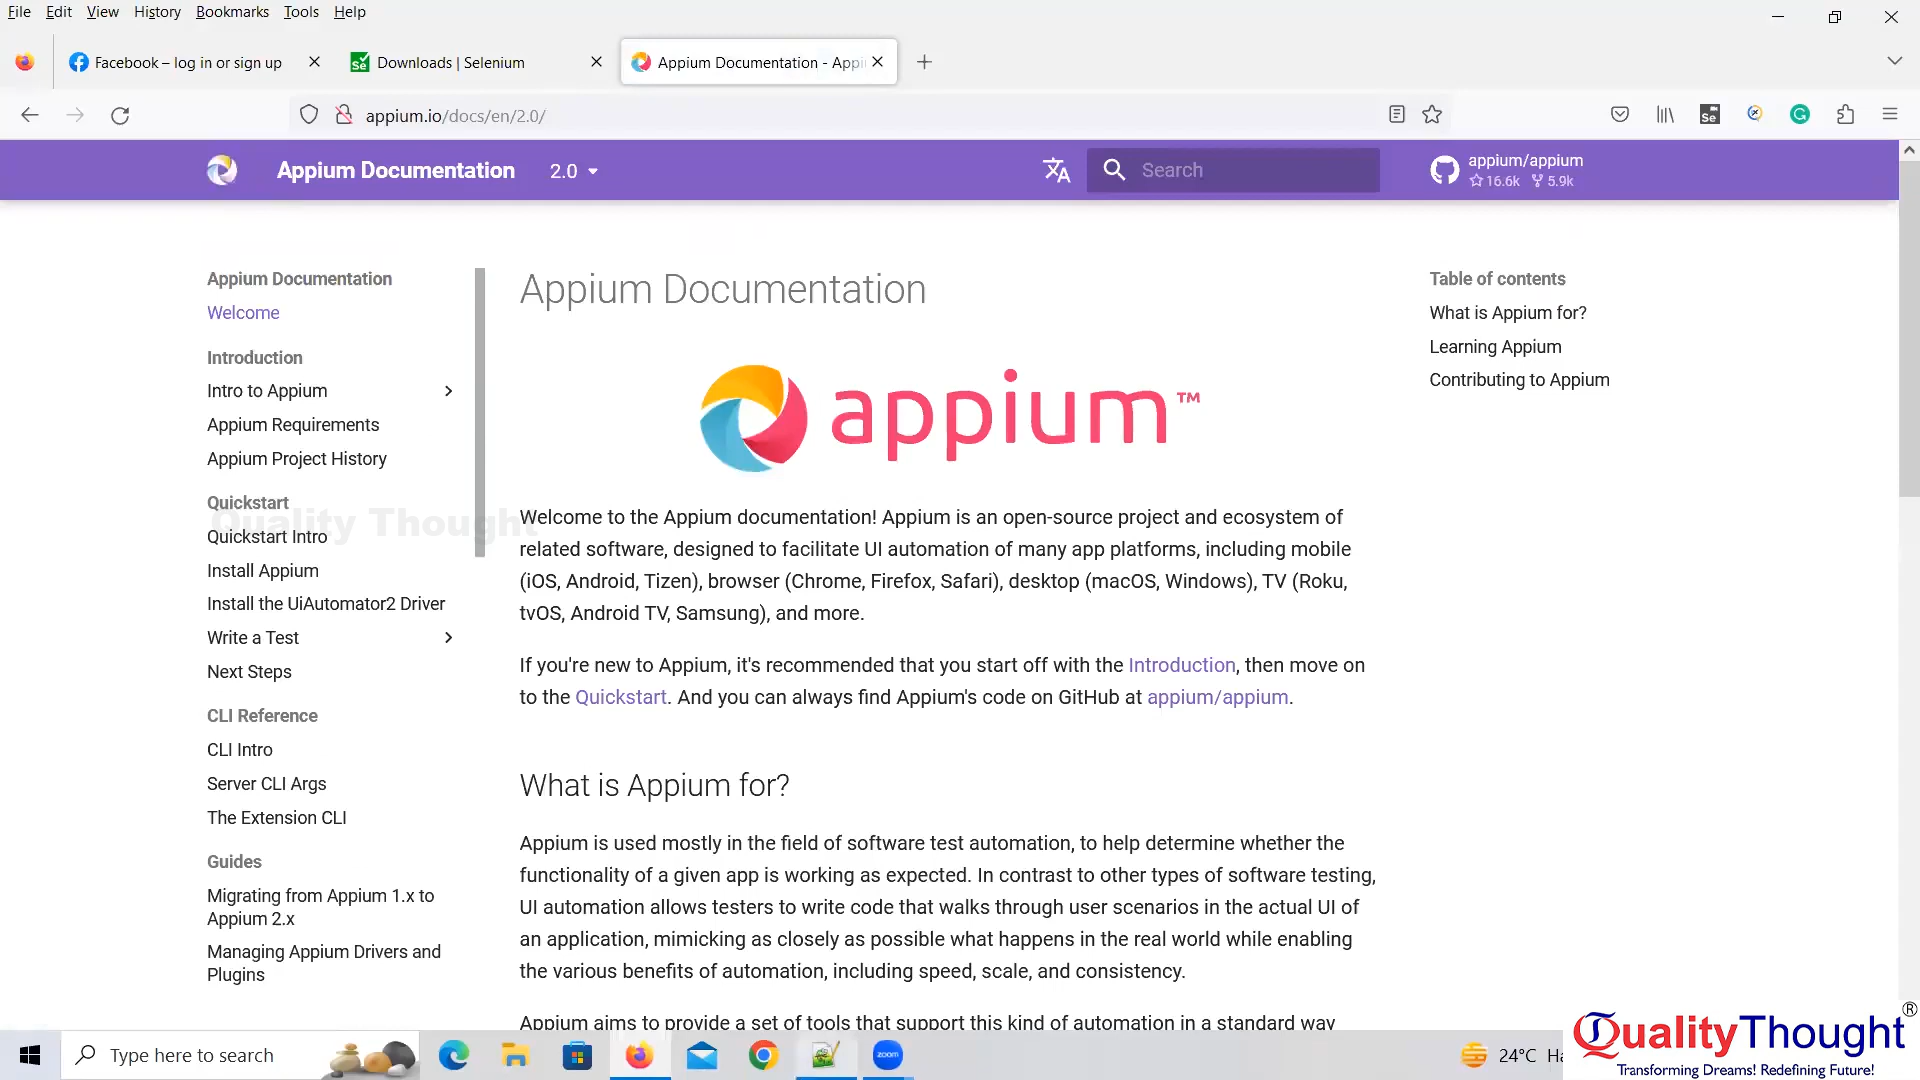 File Edit View History Bookmarks Tools Help
Facebook – log in or sign up
Downloads | Selenium
Appium Documentation - Appi
appium.io/docs/en/2.0/
Appium Documentation 2.0
Search
appium/appium
16.6k 5.9k
Appium Documentation
Welcome
Introduction
Intro to Appium
Appium Requirements
Appium Project History
Quickstart
Quality Thought
Quickstart Intro
Install Appium
Install the UiAutomator2 Driver
Write a Test
Next Steps
CLI Reference
CLI Intro
Server CLI Args
The Extension CLI
Guides
Migrating from Appium 1.x to
Appium 2.x
Managing Appium Drivers and
Plugins
Appium Documentation
appium™
Welcome to the Appium documentation! Appium is an open-source project and ecosystem of
related software, designed to facilitate UI automation of many app platforms, including mobile
(iOS, Android, Tizen), browser (Chrome, Firefox, Safari), desktop (macOS, Windows), TV (Roku,
tvOS, Android TV, Samsung), and more.
If you're new to Appium, it's recommended that you start off with the Introduction, then move on
to the Quickstart. And you can always find Appium's code on GitHub at appium/appium.
What is Appium for?
Appium is used mostly in the field of software test automation, to help determine whether the
functionality of a given app is working as expected. In contrast to other types of software testing,
UI automation allows testers to write code that walks through user scenarios in the actual UI of
an application, mimicking as closely as possible what happens in the real world while enabling
the various benefits of automation, including speed, scale, and consistency.
Appium aims to provide a set of tools that support this kind of automation in a standard way
Table of contents
What is Appium for?
Learning Appium
Contributing to Appium
Type here to search
zoom
24°C Ha
QualityThought®
Transforming Dreams! Redefining Future!